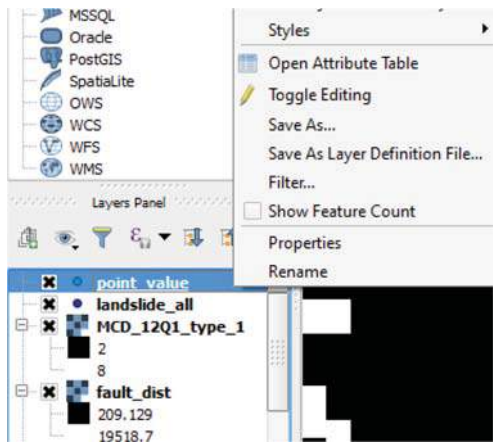 MSSQL
Oracle
PostGIS
SpatiaLite
OWS
WCS
WFS
WMS
Styles
Open Attribute Table
Toggle Editing
Save As...
Save As Layer Definition File...
Filter...
Show Feature Count
Properties
Rename
Layers Panel
point_value
landslide_all
MCD_12Q1_type_1
2
8
fault_dist
209.129
19518.7